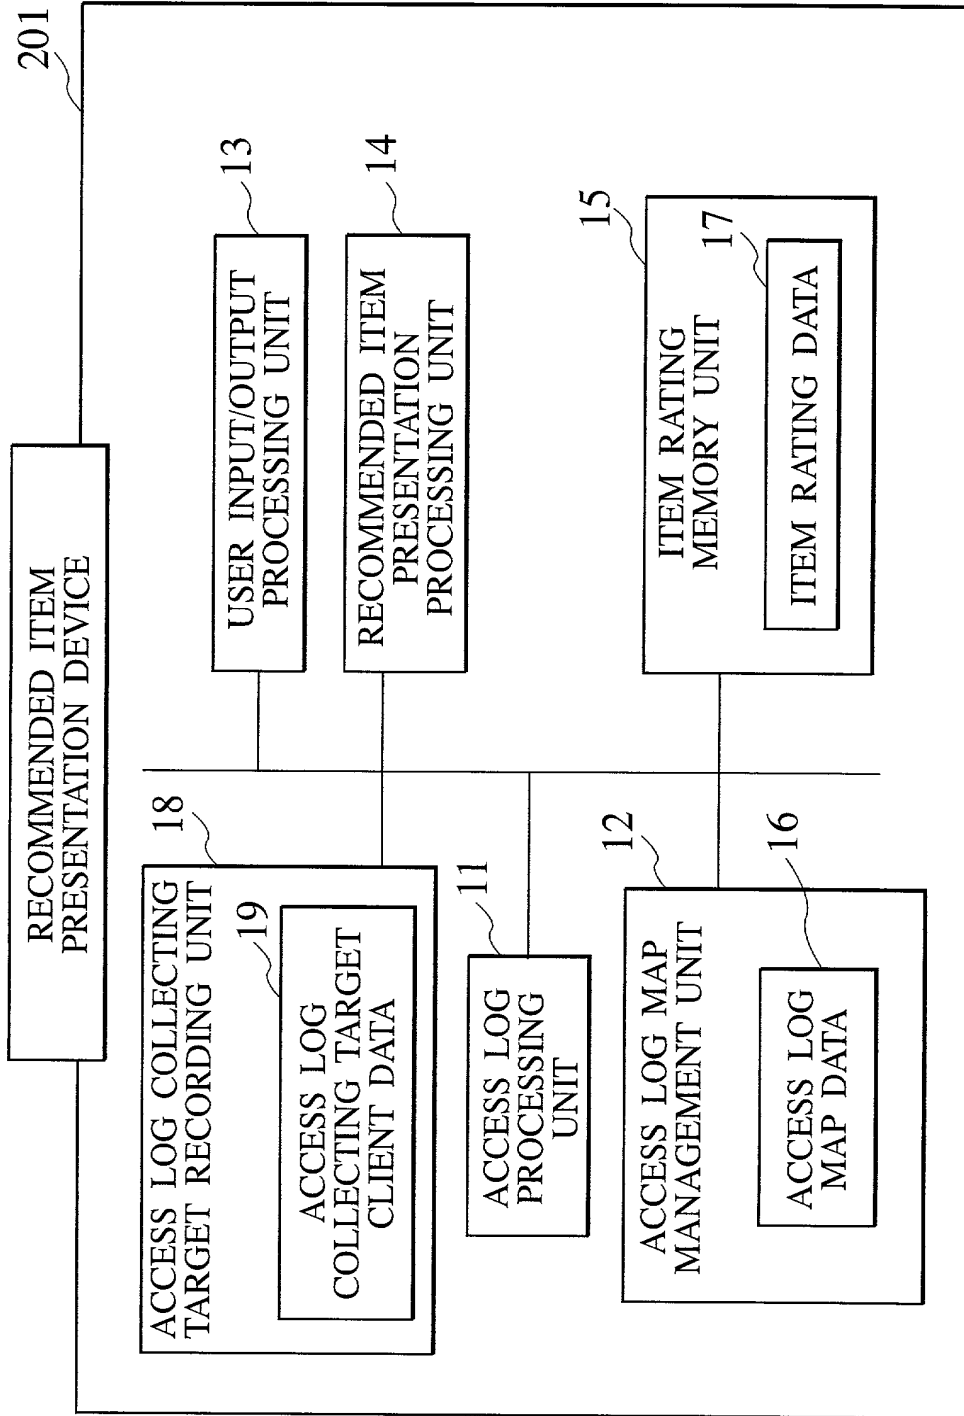 RECOMMENDED ITEM
PRESENTATION DEVICE
201
ACCESS LOG COLLECTING
TARGET RECORDING UNIT
18
19
ACCESS LOG
COLLECTING TARGET
CLIENT DATA
USER INPUT/OUTPUT
PROCESSING UNIT
13
RECOMMENDED ITEM
PRESENTATION
PROCESSING UNIT
14
ACCESS LOG
PROCESSING
UNIT
11
ACCESS LOG MAP
MANAGEMENT UNIT
12
ACCESS LOG
MAP DATA
16
ITEM RATING
MEMORY UNIT
15
17
ITEM RATING DATA